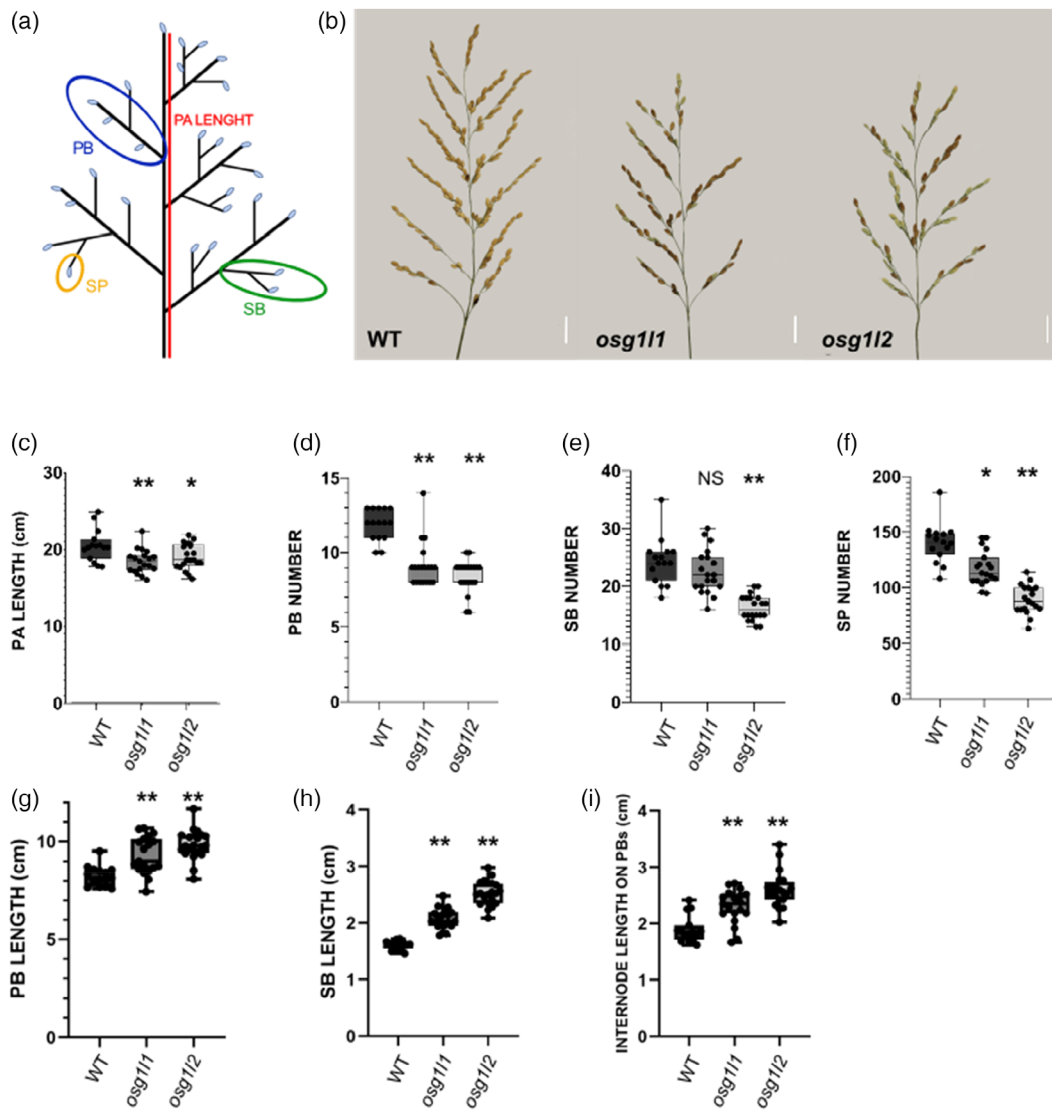 (a)
PA LENGHT
PB
SP
SB
(b)
WT
osg1l1
osg1l2
(c)
PA LENGTH (cm)
30
20
10
0
**
*
WT
osg1l1
osg1l2
(d)
PB NUMBER
15
10
5
0
**
**
WT
osg1l1
osg1l2
(e)
SB NUMBER
40
30
20
10
0
NS
**
WT
osg1l1
osg1l2
(f)
SP NUMBER
200
150
100
50
0
*
**
WT
osg1l1
osg1l2
(g)
PB LENGTH (cm)
10
5
0
**
**
WT
osg1l1
osg1l2
(h)
SB LENGTH (cm)
4
3
2
1
0
**
**
WT
osg1l1
osg1l2
(i)
INTERNODE LENGTH ON PBs (cm)
4
3
2
1
0
**
**
WT
osg1l1
osg1l2